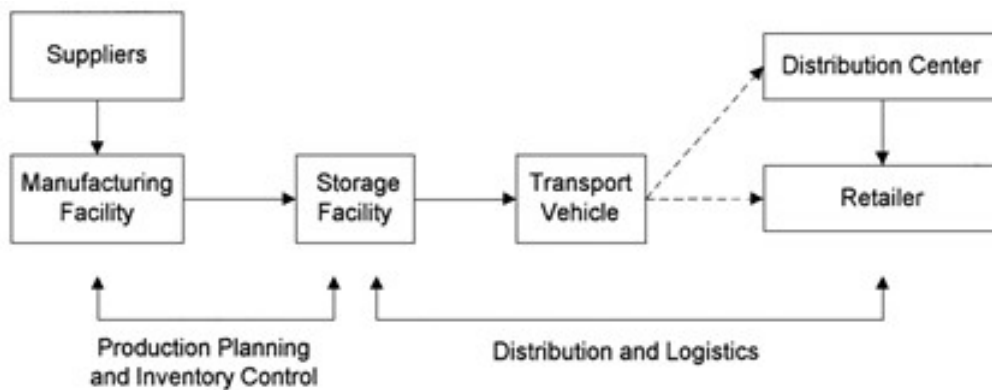 Suppliers
Distribution Center
Manufacturing
Facility
Storage
Facility
Transport
Vehicle
Retailer
Production Planning
and Inventory Control
Distribution and Logistics